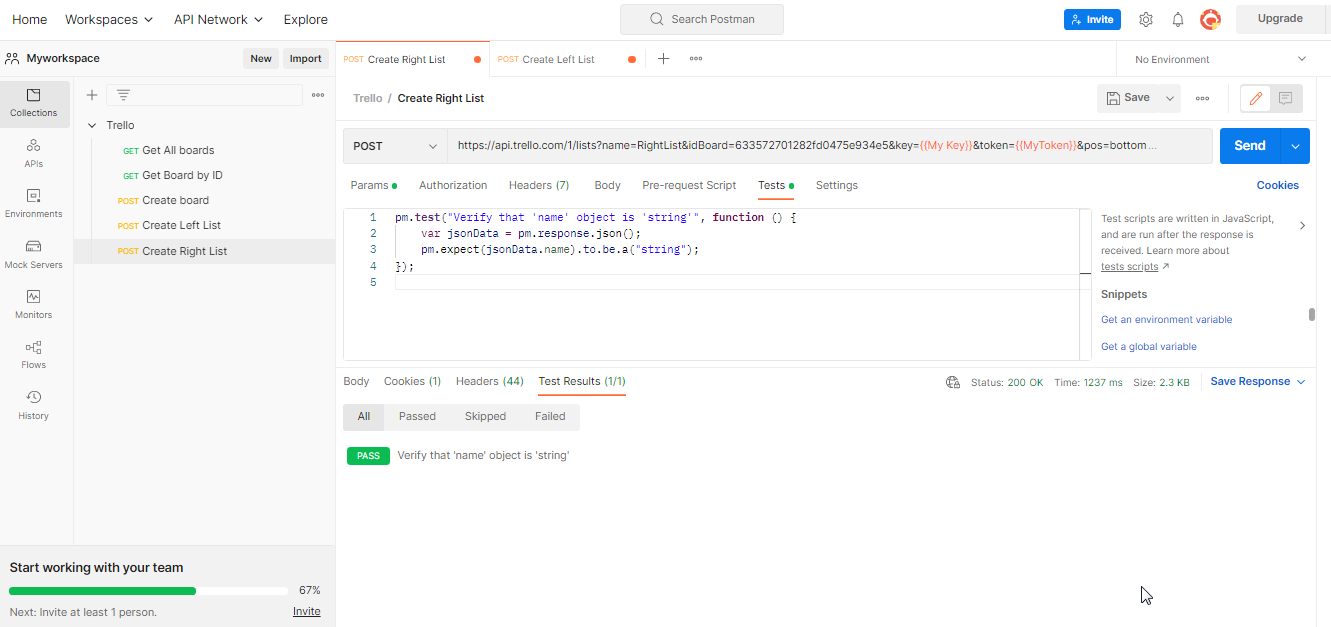 Home Workspaces API Network Explore Search Postman Invite Upgrade
Myworkspace New Import
POST Create Right List POST Create Left List No Environment
Collections
APIs
Environments
Mock Servers
Monitors
Flows
History
Trello
GET Get All boards
GET Get Board by ID
POST Create board
POST Create Left List
POST Create Right List
Start working with your team
67%
Next: Invite at least 1 person. Invite
Trello / Create Right List Save
POST https://api.trello.com/1/lists?name=RightList&idBoard=633572701282fd0475e934e5&key={{My Key}}&token={{MyToken}}&pos=bottom ... Send
Params Authorization Headers (7) Body Pre-request Script Tests Settings Cookies
1 pm.test("Verify that 'name' object is 'string'", function () {
2 var jsonData = pm.response.json();
3 pm.expect(jsonData.name).to.be.a("string");
4 });
5
Test scripts are written in JavaScript,
and are run after the response is
received. Learn more about
tests scripts ↗
Snippets
Get an environment variable
Get a global variable
Body Cookies (1) Headers (44) Test Results (1/1) Status: 200 OK Time: 1237 ms Size: 2.3 KB Save Response
All Passed Skipped Failed
PASS Verify that 'name' object is 'string'